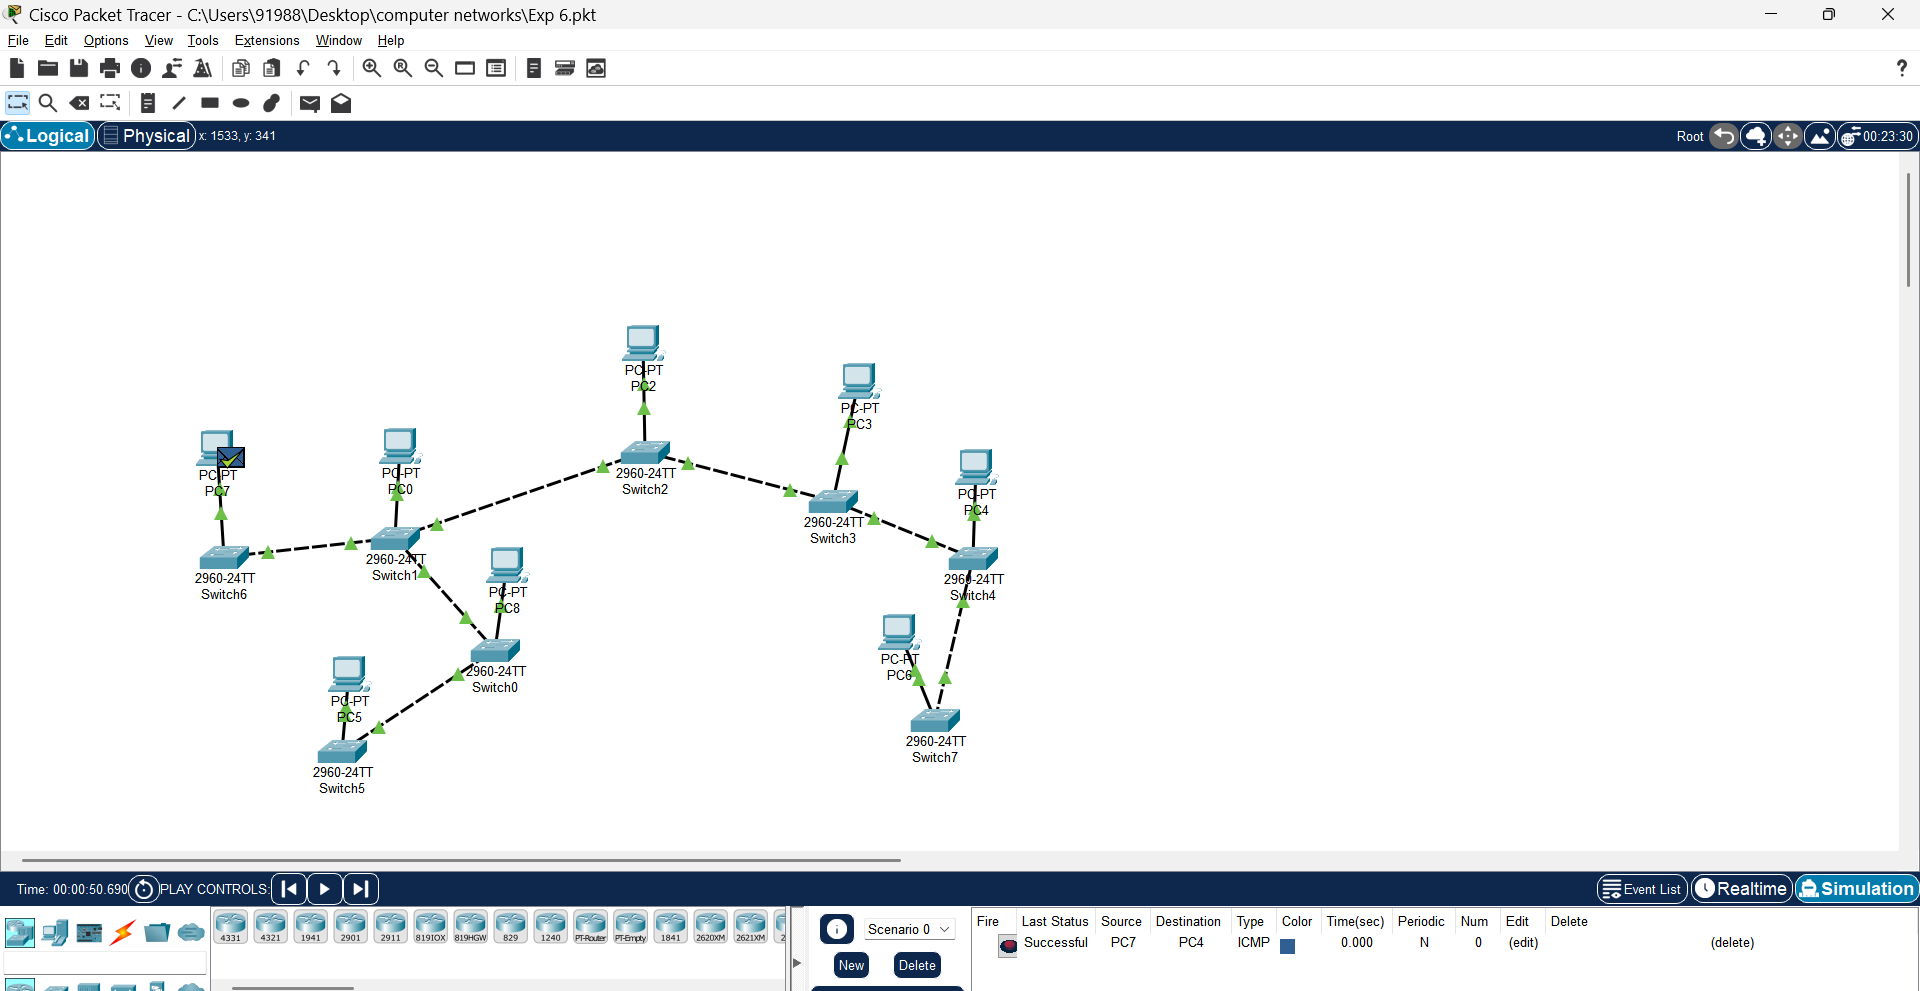 Cisco Packet Tracer - C:\Users\91988\Desktop\computer networks\Exp 6.pkt
File Edit Options View Tools Extensions Window Help
?
Logical Physical x: 1533, y: 341 Root 00:23:30
PC-PT
PC2
PC-PT
PC3
PC-PT
PC7
PC-PT
PC0
2960-24TT
Switch2
PC-PT
PC4
2960-24TT
Switch3
2960-24TT
Switch1
2960-24TT
Switch6
PC-PT
PC8
2960-24TT
Switch4
PC-PT
PC6
2960-24TT
Switch0
PC-PT
PC5
2960-24TT
Switch7
2960-24TT
Switch5
Time: 00:00:50.690 PLAY CONTROLS: Event List Realtime Simulation
4331 4321 1941 2901 2911 819IOX 819HGW 829 1240 PT-Router PT-Empty 1841 2620XM 2621XM
Scenario 0
New Delete
Fire Last Status Source Destination Type Color Time(sec) Periodic Num Edit Delete
Successful PC7 PC4 ICMP 0.000 N 0 (edit) (delete)